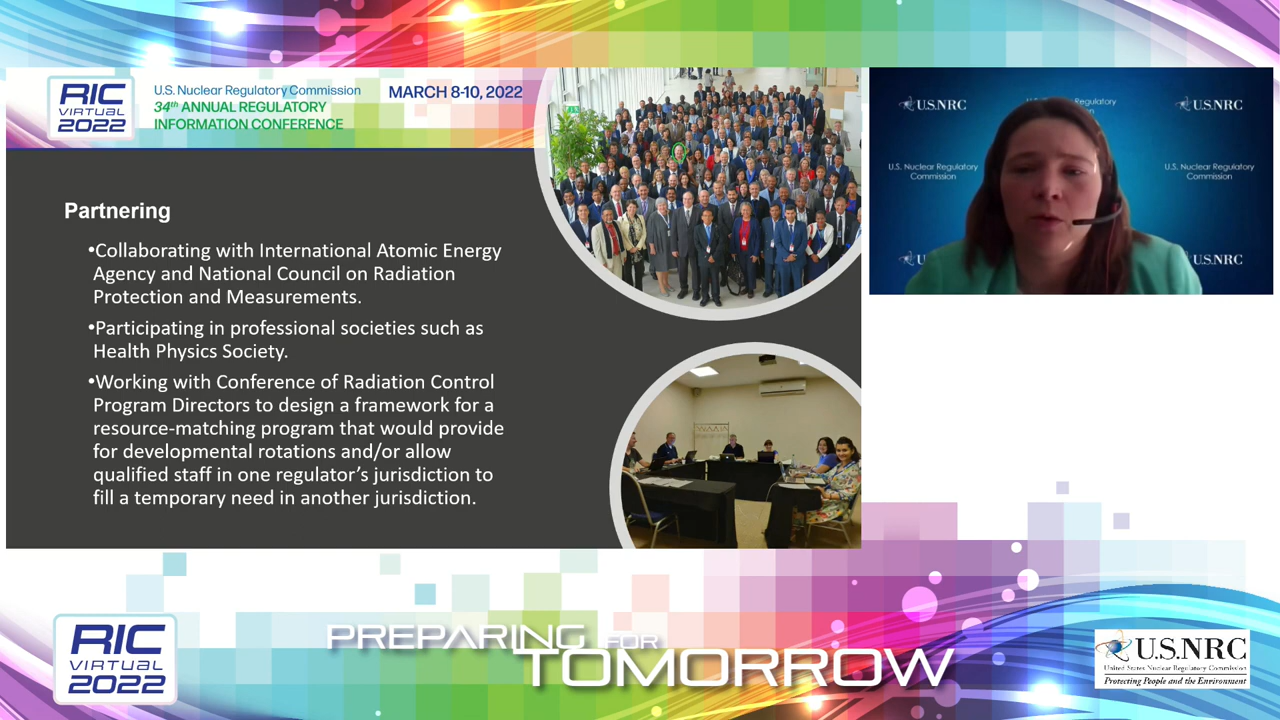 RIC
VIRTUAL
2022
U.S. Nuclear Regulatory Commission
34th ANNUAL REGULATORY
INFORMATION CONFERENCE
MARCH 8-10, 2022
Partnering
•Collaborating with International Atomic Energy
Agency and National Council on Radiation
Protection and Measurements.
•Participating in professional societies such as
Health Physics Society.
•Working with Conference of Radiation Control
Program Directors to design a framework for a
resource-matching program that would provide
for developmental rotations and/or allow
qualified staff in one regulator’s jurisdiction to
fill a temporary need in another jurisdiction.
U.S.NRC
Regulatory
U.S.NRC
U.S. Nuclear Regulatory
Commission
U.S. Nuclear Regulatory
Commission
U.S.NRC
RIC
VIRTUAL
2022
PREPARING FOR
TOMORROW
U.S.NRC
United States Nuclear Regulatory Commission
Protecting People and the Environment